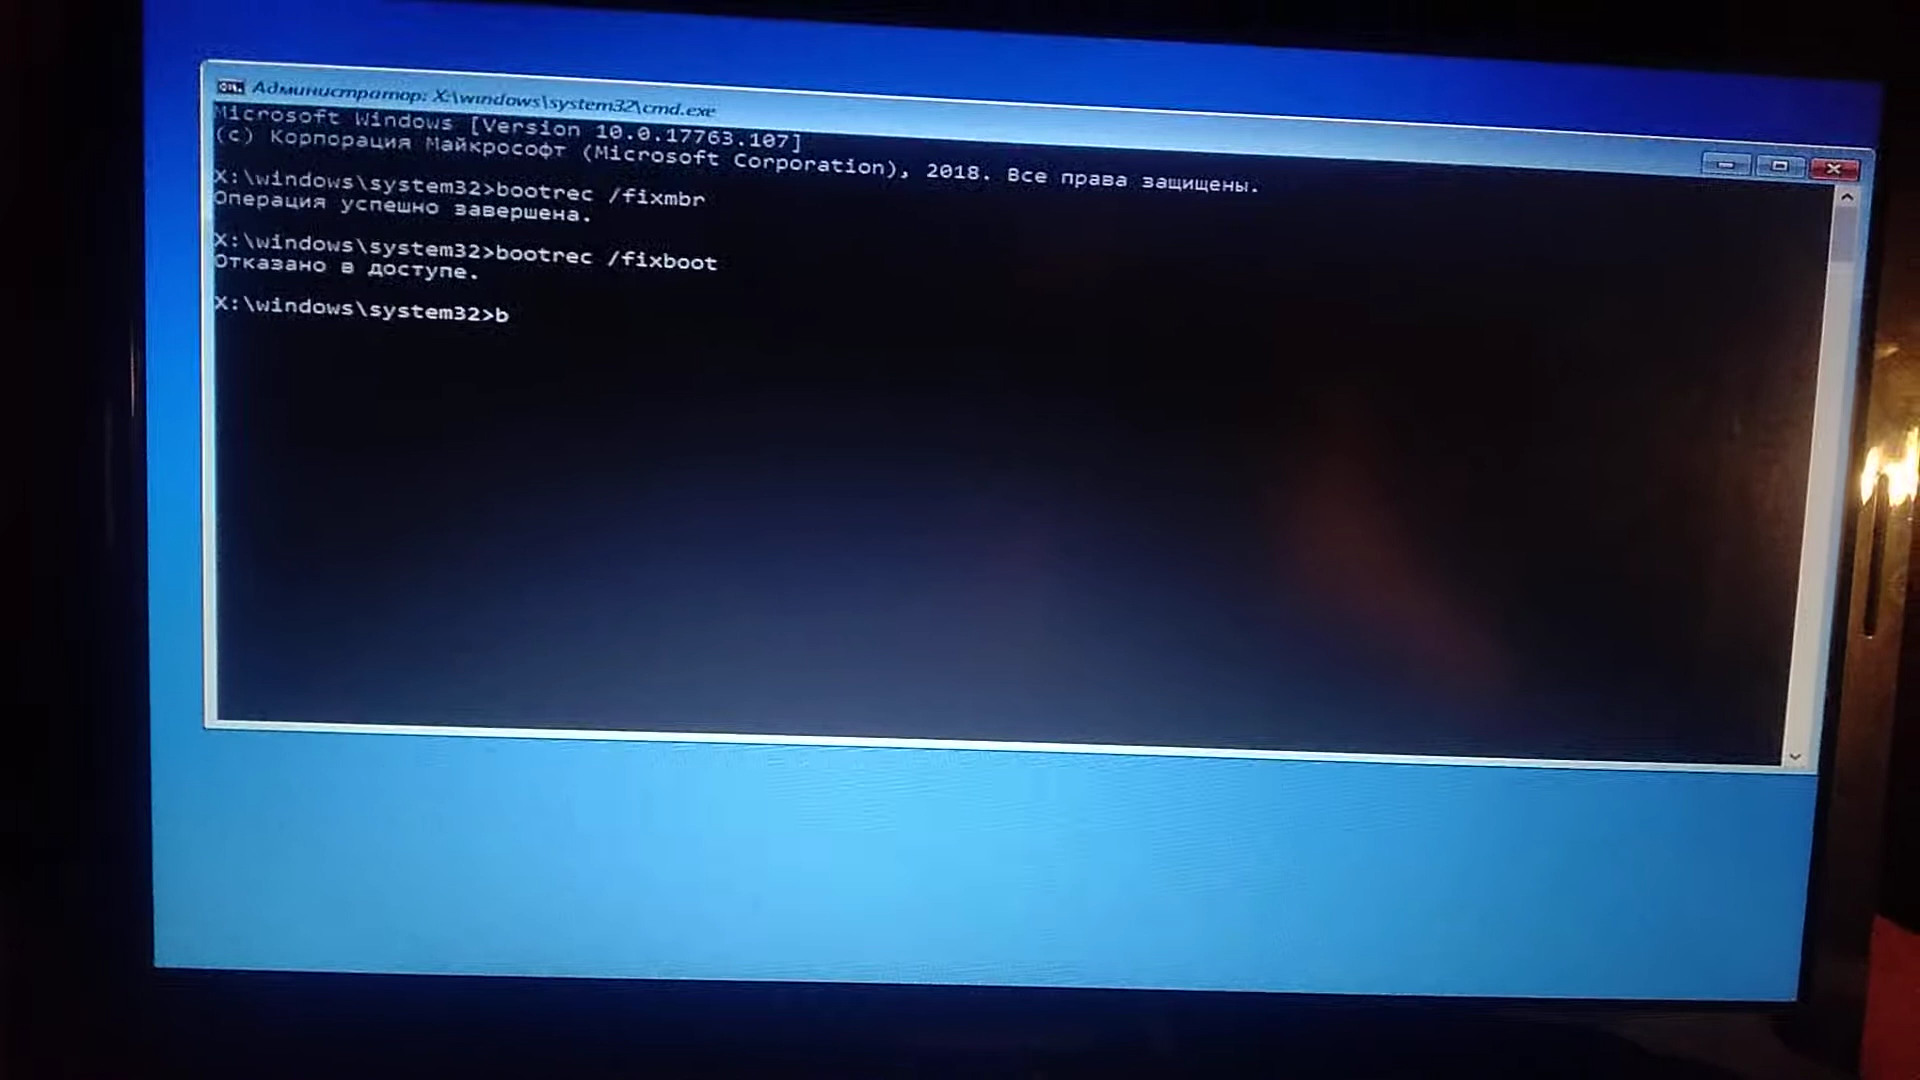 Администратор: X:\windows\system32\cmd.exe
Microsoft Windows [Version 10.0.17763.107]
(c) Корпорация Майкрософт (Microsoft Corporation), 2018. Все права защищены.
X:\windows\system32>bootrec /fixmbr
Операция успешно завершена.
X:\windows\system32>bootrec /fixboot
Отказано в доступе.
X:\windows\system32>b